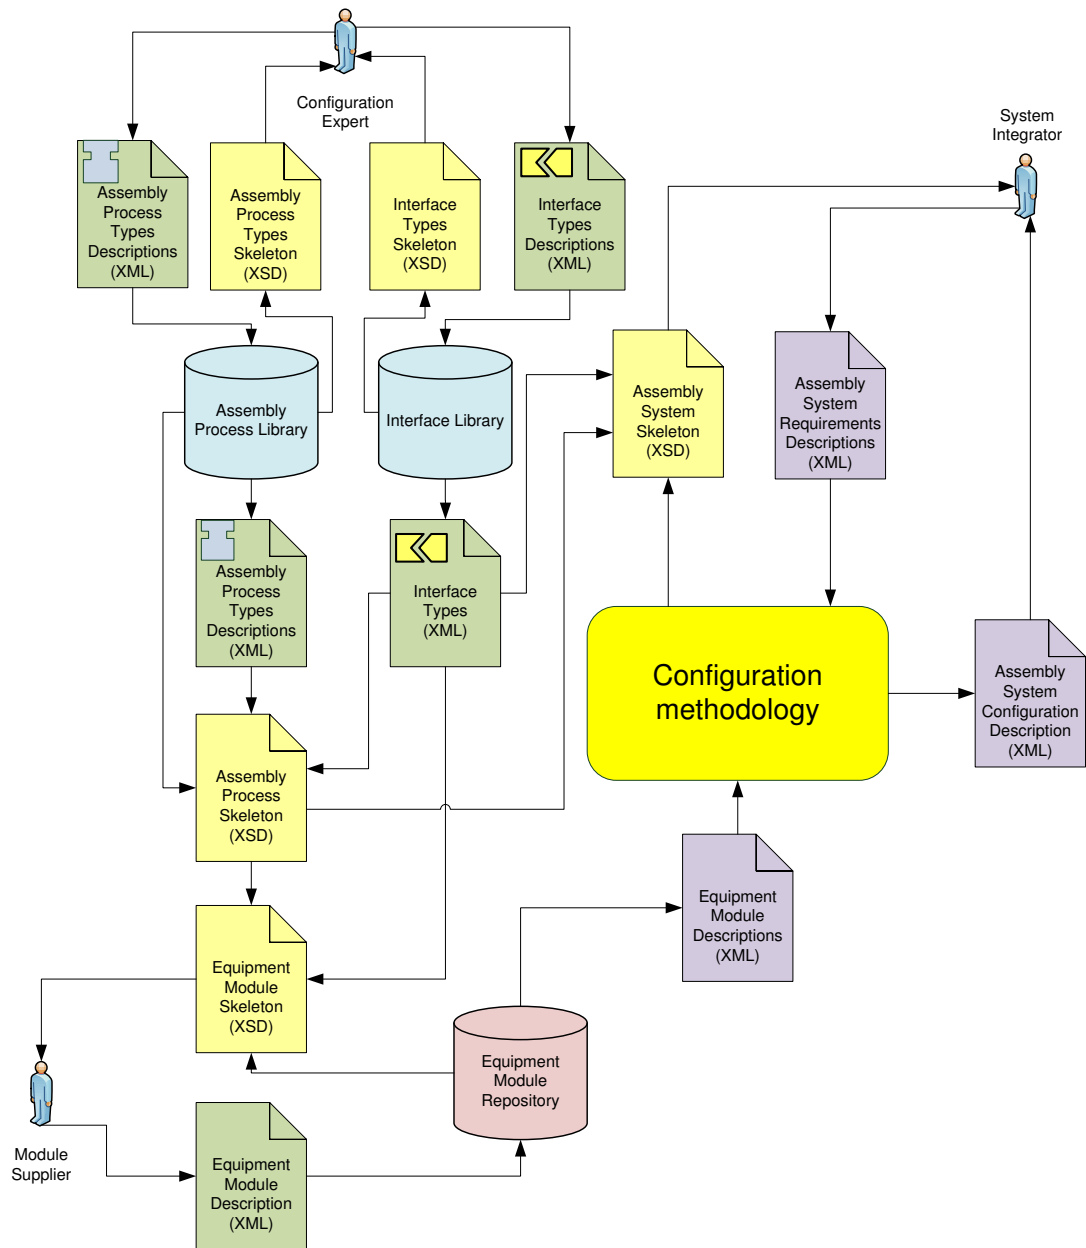 Configuration
Expert
System
Integrator
Assembly
Process
Types
Descriptions
(XML)
Assembly
Process
Types
Skeleton
(XSD)
Interface
Types
Skeleton
(XSD)
Interface
Types
Descriptions
(XML)
Assembly
Process Library
Interface Library
Assembly
System
Skeleton
(XSD)
Assembly
System
Requirements
Descriptions
(XML)
Assembly
Process
Types
Descriptions
(XML)
Interface
Types
(XML)
Configuration
methodology
Assembly
System
Configuration
Description
(XML)
Assembly
Process
Skeleton
(XSD)
Equipment
Module
Descriptions
(XML)
Equipment
Module
Skeleton
(XSD)
Equipment
Module
Repository
Module
Supplier
Equipment
Module
Description
(XML)